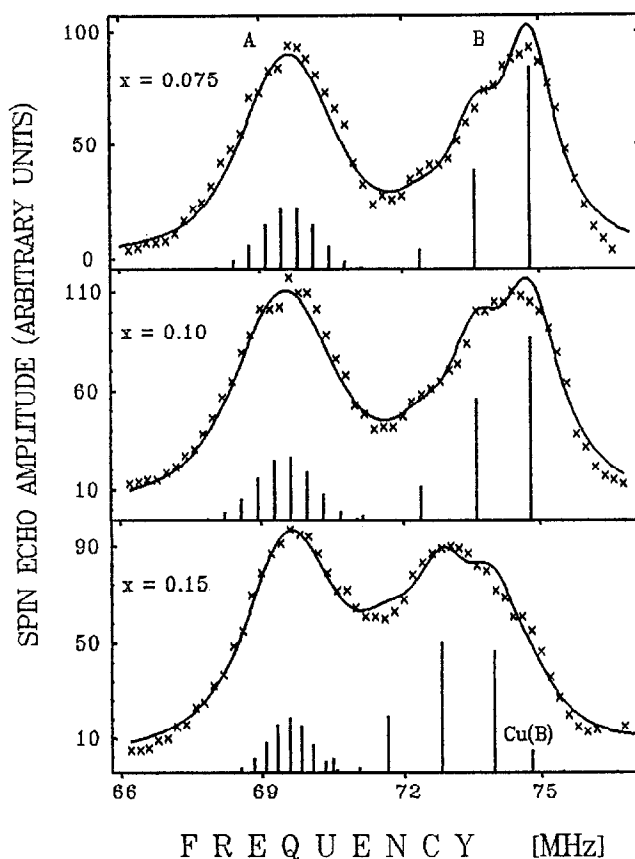 SPIN ECHO AMPLITUDE (ARBITRARY UNITS)
A
B
x = 0.075
100
50
0
x = 0.10
110
60
10
x = 0.15
90
50
10
Cu(B)
66
69
72
75
FREQUENCY [MHz]